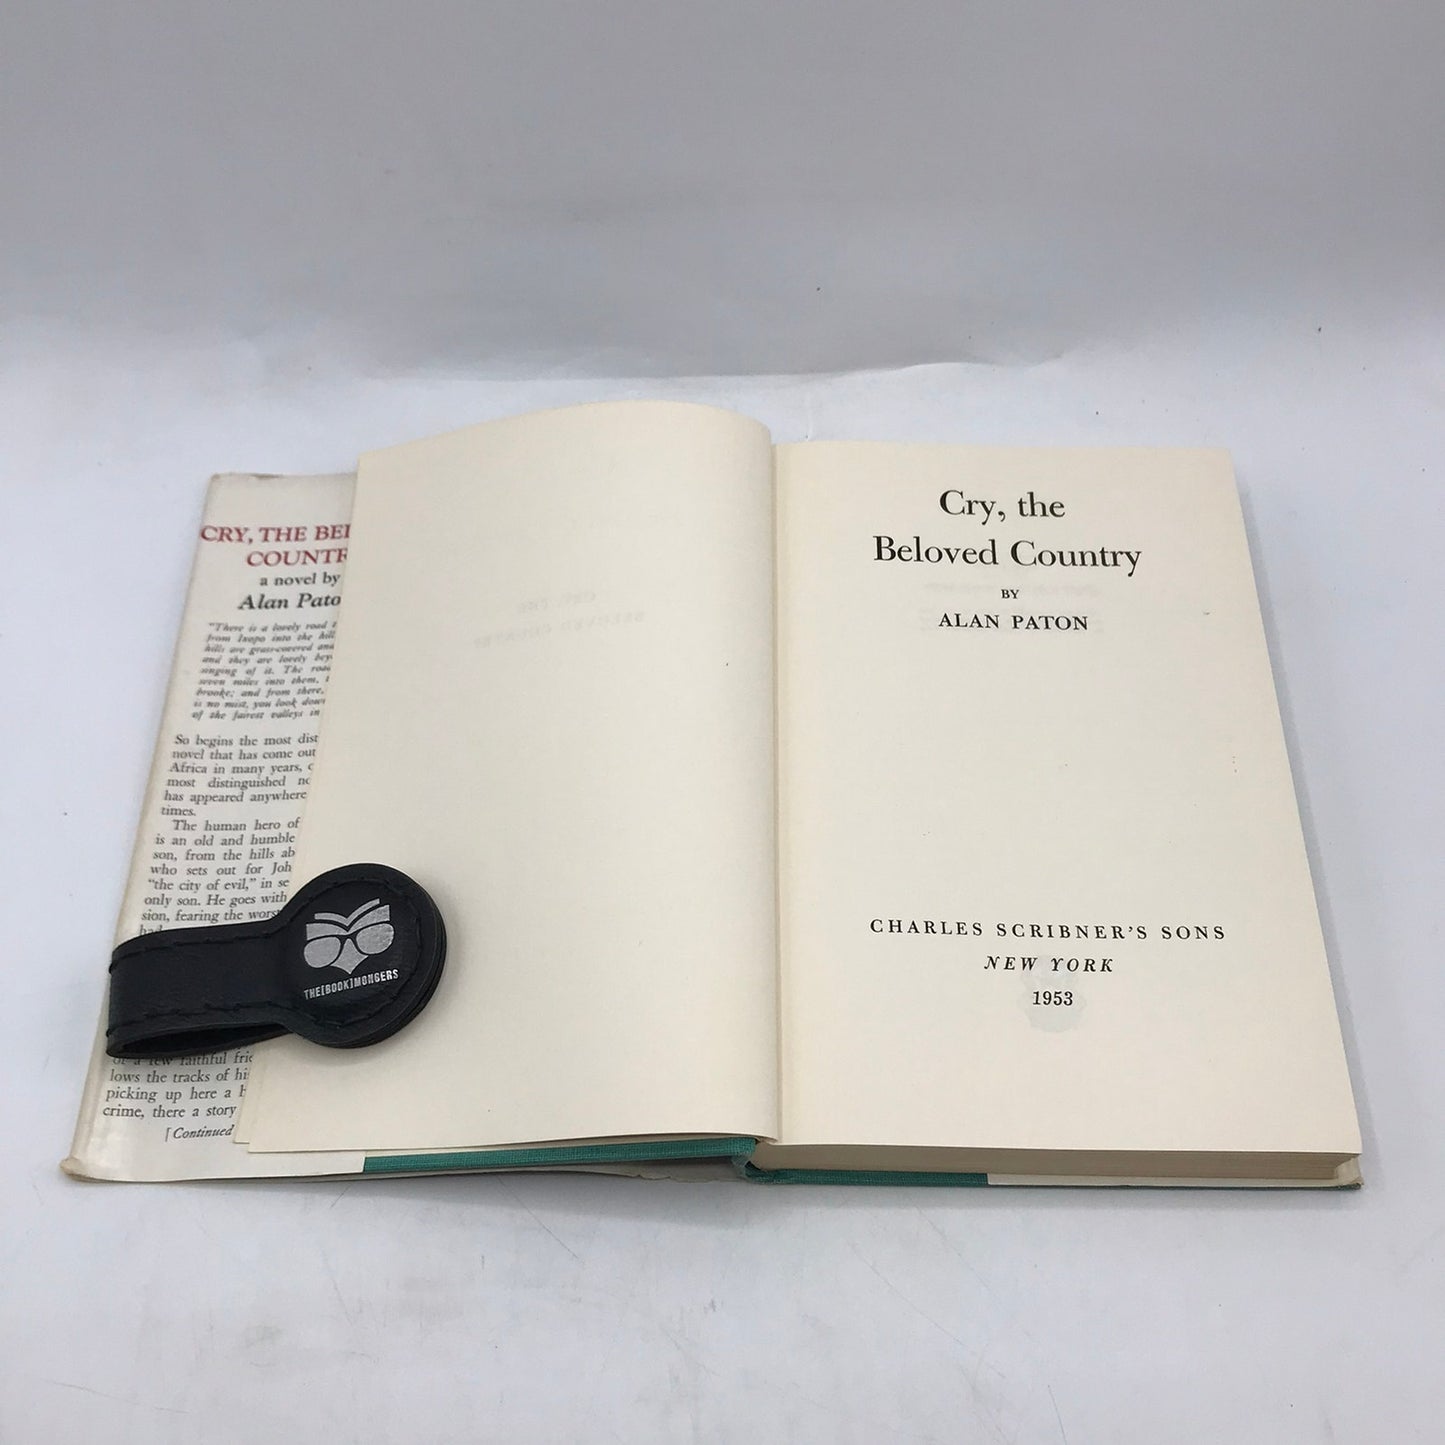 CRY, THE BEL
COUNTR
a novel by
Alan Pato
"There is a lovely road
from Ixopo into the hill
hills are grass-covered and
and they are lovely bey
singing of it. The road
seven miles into them,
brooke; and from there,
is no mist, you look down
of the fairest valleys in
So begins the most dist
novel that has come out
Africa in many years,
most distinguished no
has appeared anywhere
times.
The human hero of
is an old and humble
son, from the hills ab
who sets out for Joh
"the city of evil," in se
only son. He goes with
sion, fearing the worst
had
THE[BOOK]MONGERS
of a few faithful frie
lows the tracks of his
picking up here a
crime, there a story
[Continued
Cry, the
Beloved Country
BY
ALAN PATON
CHARLES SCRIBNER'S SONS
NEW YORK
1953